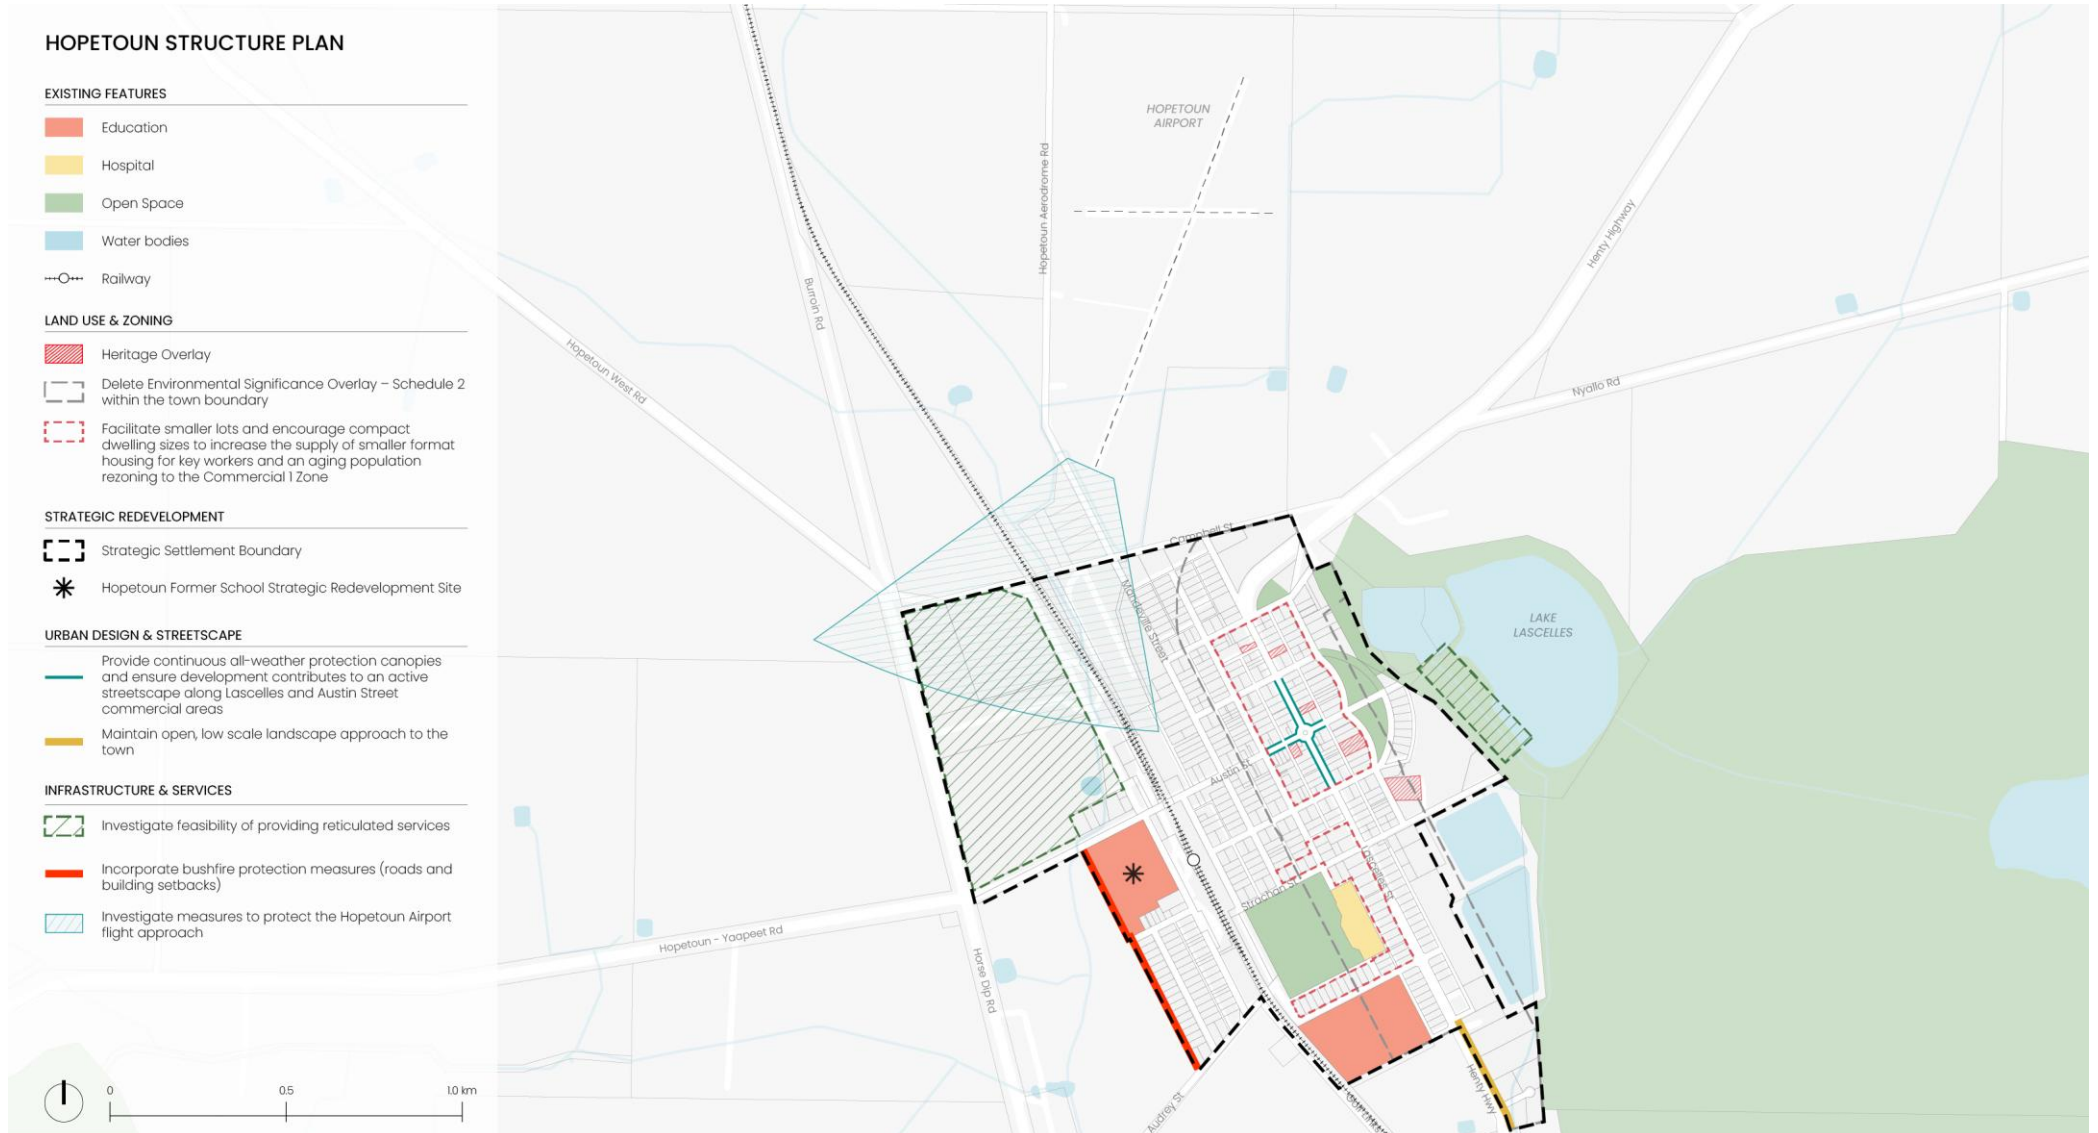 HOPETOUN STRUCTURE PLAN
EXISTING FEATURES
Education
Hospital
Open Space
Water bodies
Railway
LAND USE & ZONING
Heritage Overlay
Delete Environmental Significance Overlay – Schedule 2
within the town boundary
Facilitate smaller lots and encourage compact
dwelling sizes to increase the supply of smaller format
housing for key workers and an aging population
rezoning to the Commercial 1 Zone
STRATEGIC REDEVELOPMENT
Strategic Settlement Boundary
Hopetoun Former School Strategic Redevelopment Site
URBAN DESIGN & STREETSCAPE
Provide continuous all-weather protection canopies
and ensure development contributes to an active
streetscape along Lascelles and Austin Street
commercial areas
Maintain open, low scale landscape approach to the
town
INFRASTRUCTURE & SERVICES
Investigate feasibility of providing reticulated services
Incorporate bushfire protection measures (roads and
building setbacks)
Investigate measures to protect the Hopetoun Airport
flight approach
0
0.5
1.0 km
HOPETOUN
AIRPORT
Hopetoun Aerodrome Rd
Henty Highway
Burroin Rd
Hopetoun West Rd
Nyallo Rd
Campbell St
Mandeville Street
LAKE
LASCELLES
Austin St
Lascelles St
Strachan St
Hopetoun - Yaapeet Rd
Horse Dip Rd
Henty Hwy
Audrey St